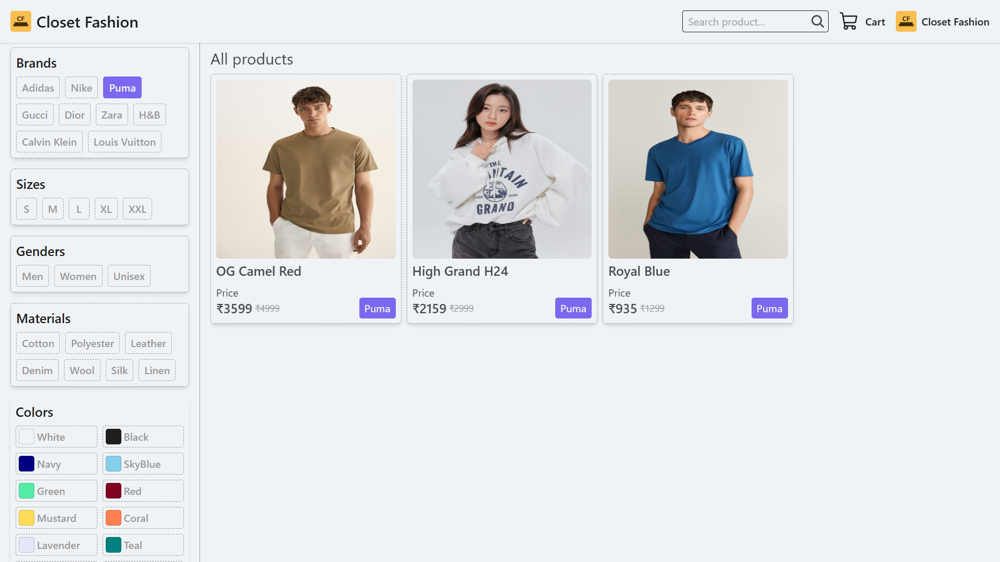 CF
Closet Fashion
Search product...
Cart
CF
Closet Fashion
Brands
Adidas
Nike
Puma
Gucci
Dior
Zara
H&B
Calvin Klein
Louis Vuitton
Sizes
S
M
L
XL
XXL
Genders
Men
Women
Unisex
Materials
Cotton
Polyester
Leather
Denim
Wool
Silk
Linen
Colors
White
Black
Navy
SkyBlue
Green
Red
Mustard
Coral
Lavender
Teal
All products
OG Camel Red
Price
₹3599 ₹4999
Puma
THE
HIGH
HUGE
GRAND
High Grand H24
Price
₹2159 ₹2999
Puma
Royal Blue
Price
₹935 ₹1299
Puma